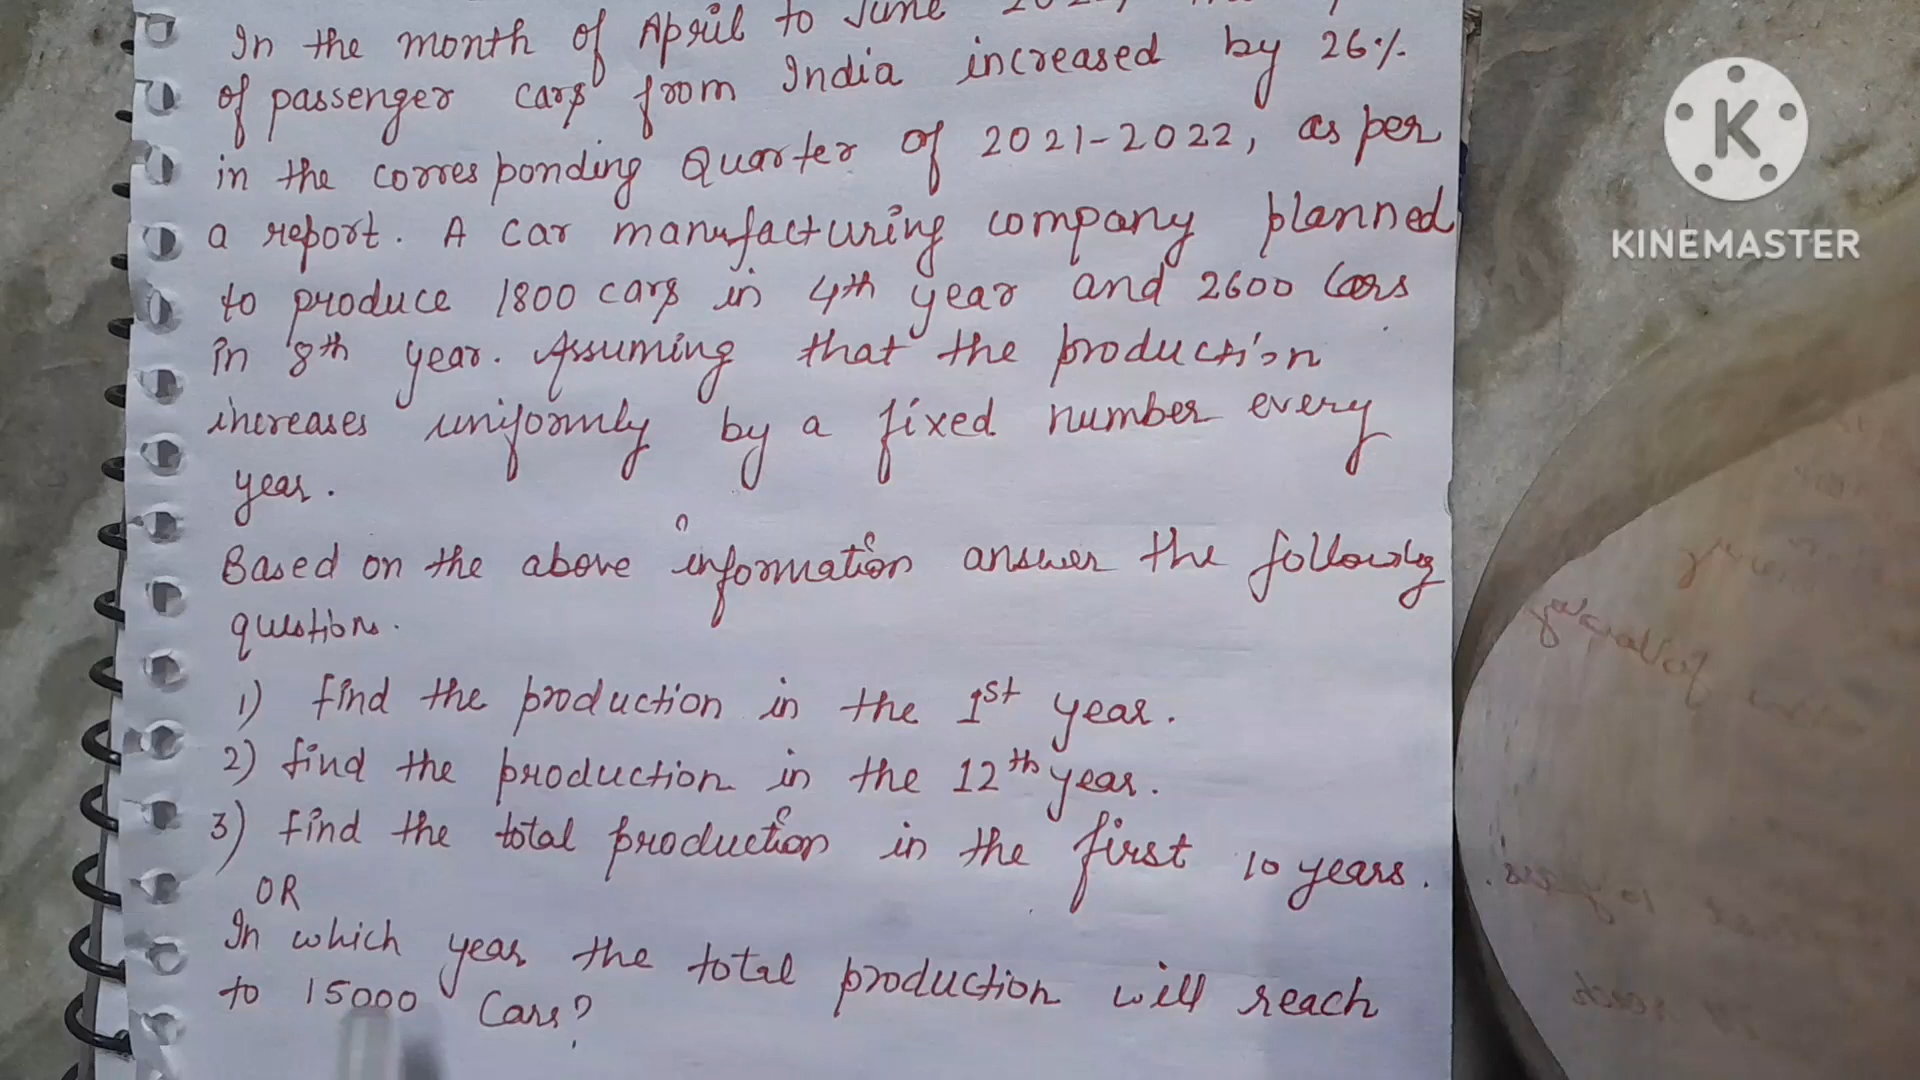 In the month of April to June
of passenger cars from India increased by 26%
in the corresponding Quarter of 2021-2022, as per
a report. A car manufacturing company planned
to produce 1800 cars in 4th year and 2600 Cars
in 8th year. Assuming that the production
increases uniformly by a fixed number every
year.
Based on the above information answer the following
questions.
1) find the production in the 1st year.
2) find the production in the 12th year.
3) find the total production in the first 10 years.
OR
In which year the total production will reach
to 15000 Cars?
K
KINEMASTER